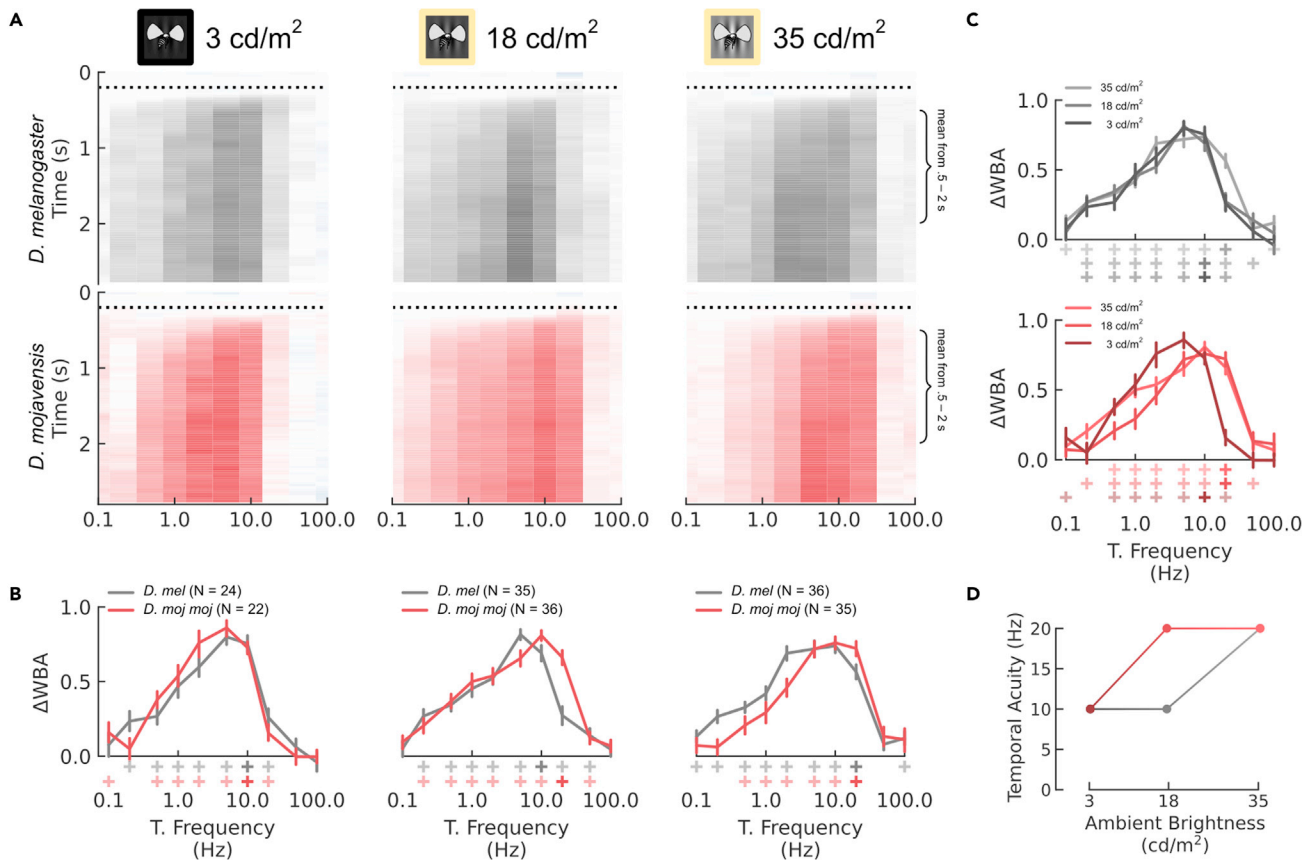 A
3 cd/m²
18 cd/m²
35 cd/m²
D. melanogaster
Time (s)
0
1
2
mean from .5 – 2 s
D. mojavensis
Time (s)
0
1
2
mean from .5 – 2 s
0.1 1.0 10.0 100.0
0.1 1.0 10.0 100.0
0.1 1.0 10.0 100.0
B
D. mel (N = 24)
D. moj moj (N = 22)
D. mel (N = 35)
D. moj moj (N = 36)
D. mel (N = 36)
D. moj moj (N = 35)
ΔWBA
1.0
0.5
0.0
0.1 1.0 10.0 100.0
T. Frequency
(Hz)
0.1 1.0 10.0 100.0
T. Frequency
(Hz)
0.1 1.0 10.0 100.0
T. Frequency
(Hz)
C
35 cd/m²
18 cd/m²
3 cd/m²
ΔWBA
1.0
0.5
0.0
35 cd/m²
18 cd/m²
3 cd/m²
ΔWBA
1.0
0.5
0.0
0.1 1.0 10.0 100.0
T. Frequency
(Hz)
D
Temporal Acuity (Hz)
20
15
10
5
0
3 18 35
Ambient Brightness
(cd/m²)